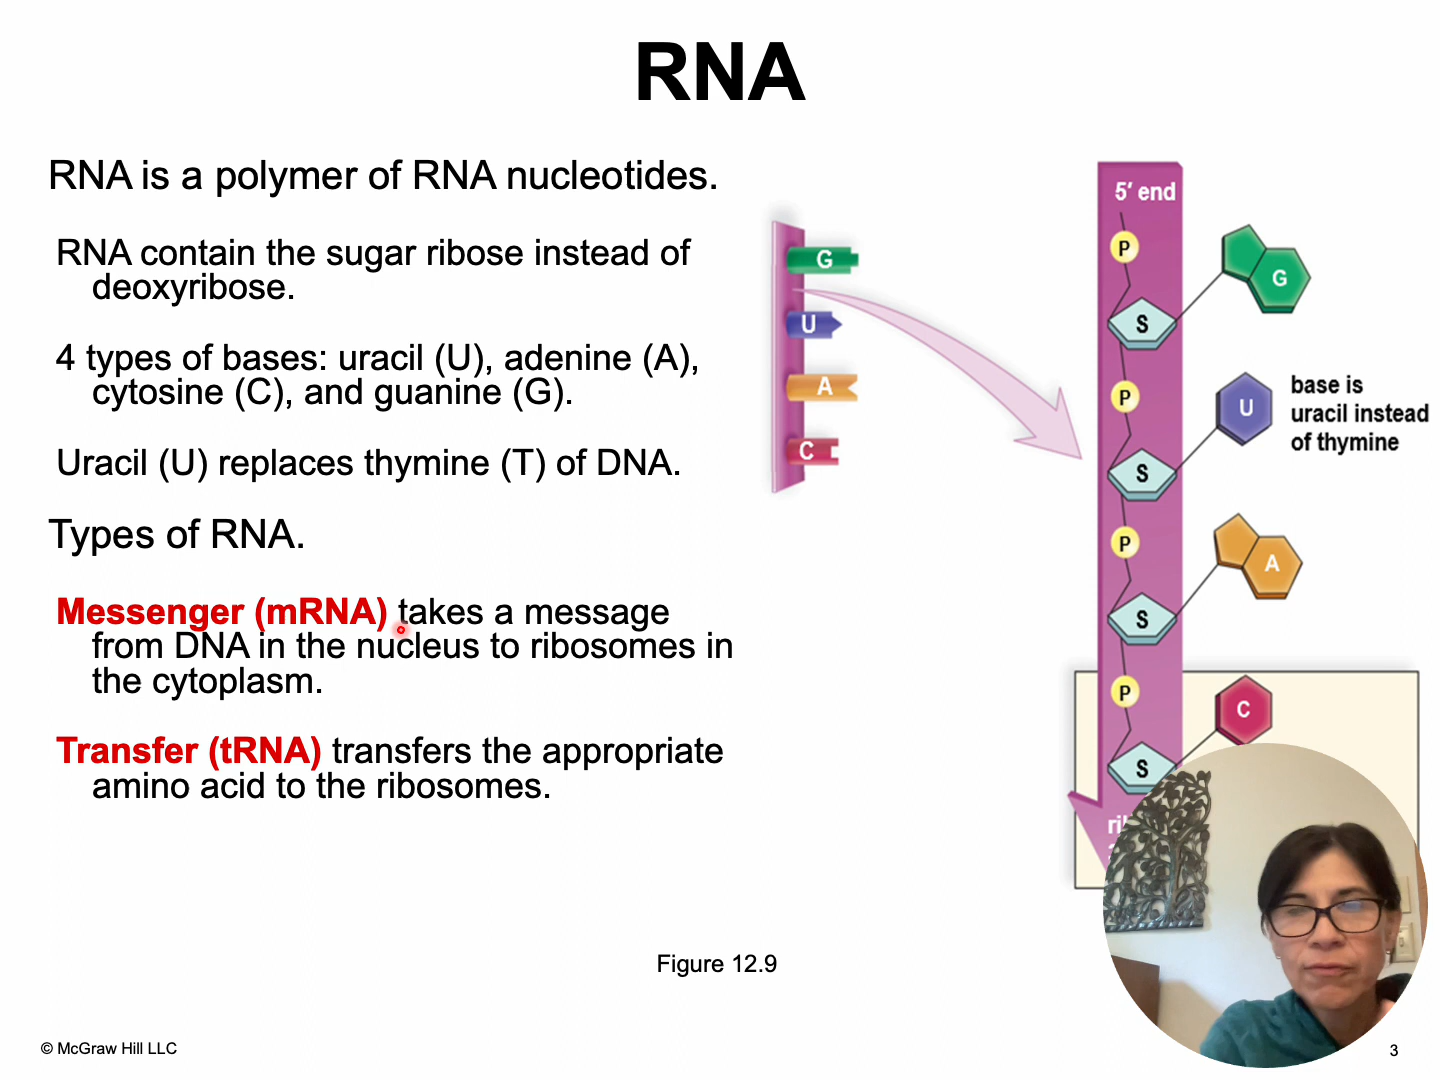 RNA
RNA is a polymer of RNA nucleotides.
RNA contain the sugar ribose instead of
deoxyribose.
4 types of bases: uracil (U), adenine (A),
cytosine (C), and guanine (G).
Uracil (U) replaces thymine (T) of DNA.
Types of RNA.
Messenger (mRNA) takes a message
from DNA in the nucleus to ribosomes in
the cytoplasm.
Transfer (tRNA) transfers the appropriate
amino acid to the ribosomes.
G
U
A
C
5′ end
P
G
S
P
U
base is
uracil instead
of thymine
S
P
A
S
P
C
S
Figure 12.9
© McGraw Hill LLC
3